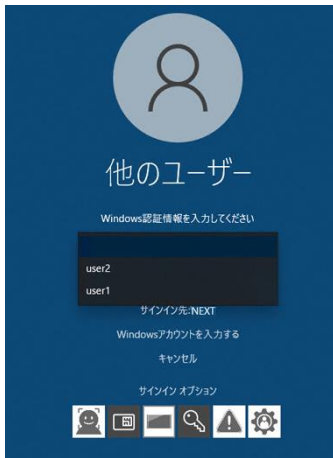 他のユーザー
Windows認証情報を入力してください
user2
user1
サインイン先:NEXT
Windowsアカウントを入力する
キャンセル
サインイン オプション